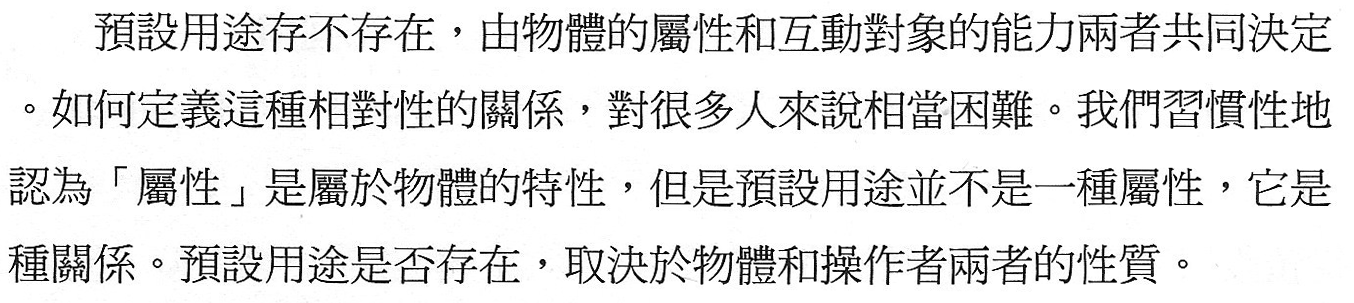 預設用途存不存在，由物體的屬性和互動對象的能力兩者共同決定
。如何定義這種相對性的關係，對很多人來說相當困難。我們習慣性地
認為「屬性」是屬於物體的特性，但是預設用途並不是一種屬性，它是
種關係。預設用途是否存在，取決於物體和操作者兩者的性質。